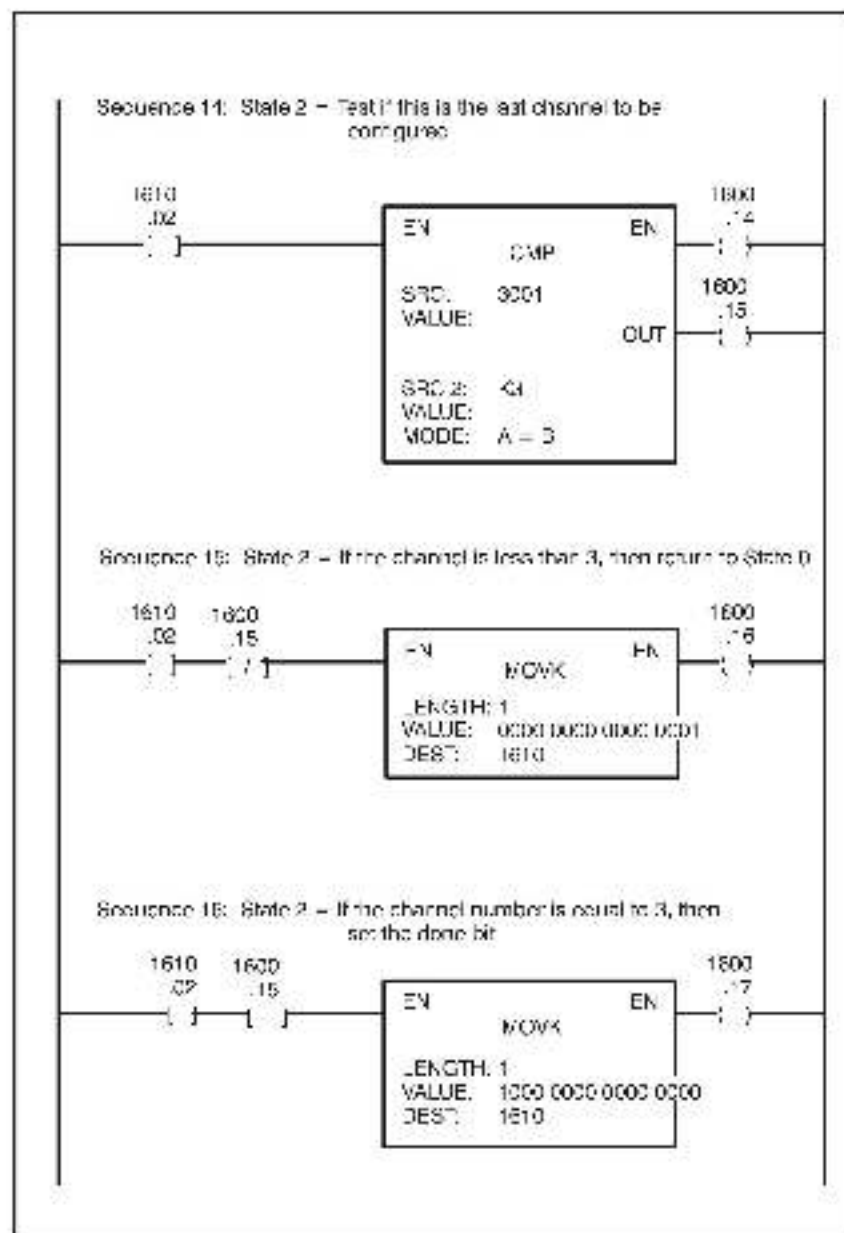 Sequence 14: State 2 – Test if this is the last channel to be
configured
1610
.02
1600
.14
EN EN
CMP
1600
.15
SRC: 3001
VALUE:
OUT
SRC 2:
VALUE:
MODE: A = B
Sequence 15: State 2 – If the channel is less than 3, then return to State 0
1610 1600
.02 .15
1600
.16
EN EN
MOVK
LENGTH: 1
VALUE: 0000 0000 0000 0001
DEST: 1610
Sequence 16: State 2 – If the channel number is equal to 3, then
set the done bit
1610 1600
.02 .15
1600
.17
EN EN
MOVK
LENGTH: 1
VALUE: 1000 0000 0000 0000
DEST: 1610